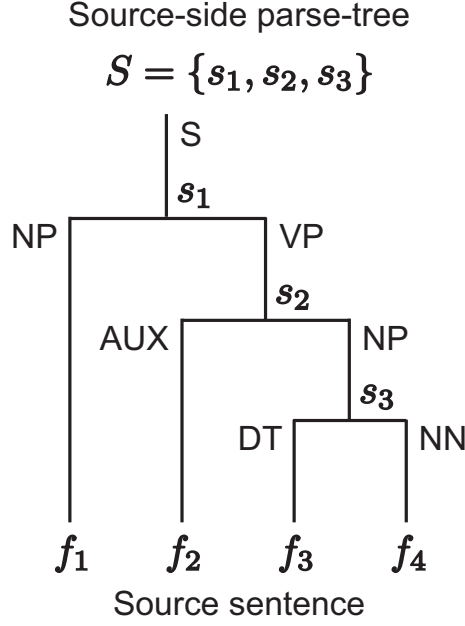 Source-side parse-tree
S = {s₁, s₂, s₃}
S
s₁
NP VP
s₂
AUX NP
s₃
DT NN
f₁ f₂ f₃ f₄
Source sentence